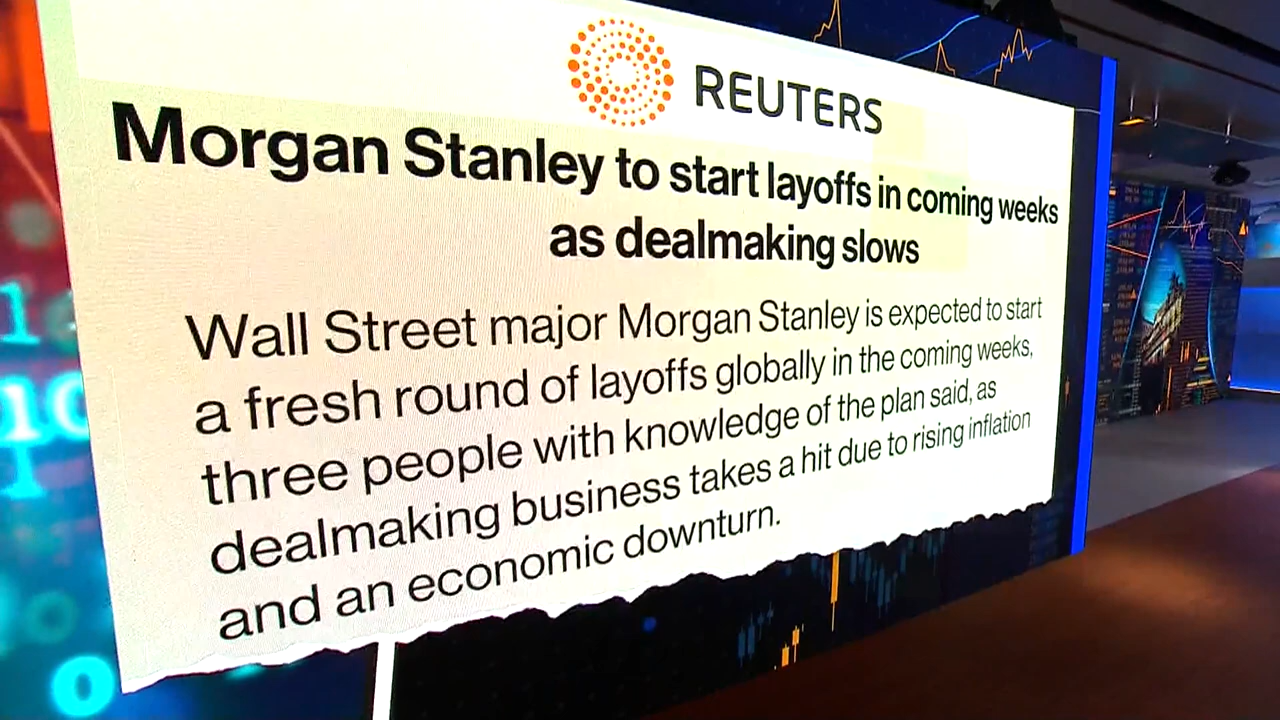 REUTERS
Morgan Stanley to start layoffs in coming weeks
as dealmaking slows
Wall Street major Morgan Stanley is expected to start
a fresh round of layoffs globally in the coming weeks,
three people with knowledge of the plan said, as
dealmaking business takes a hit due to rising inflation
and an economic downturn.